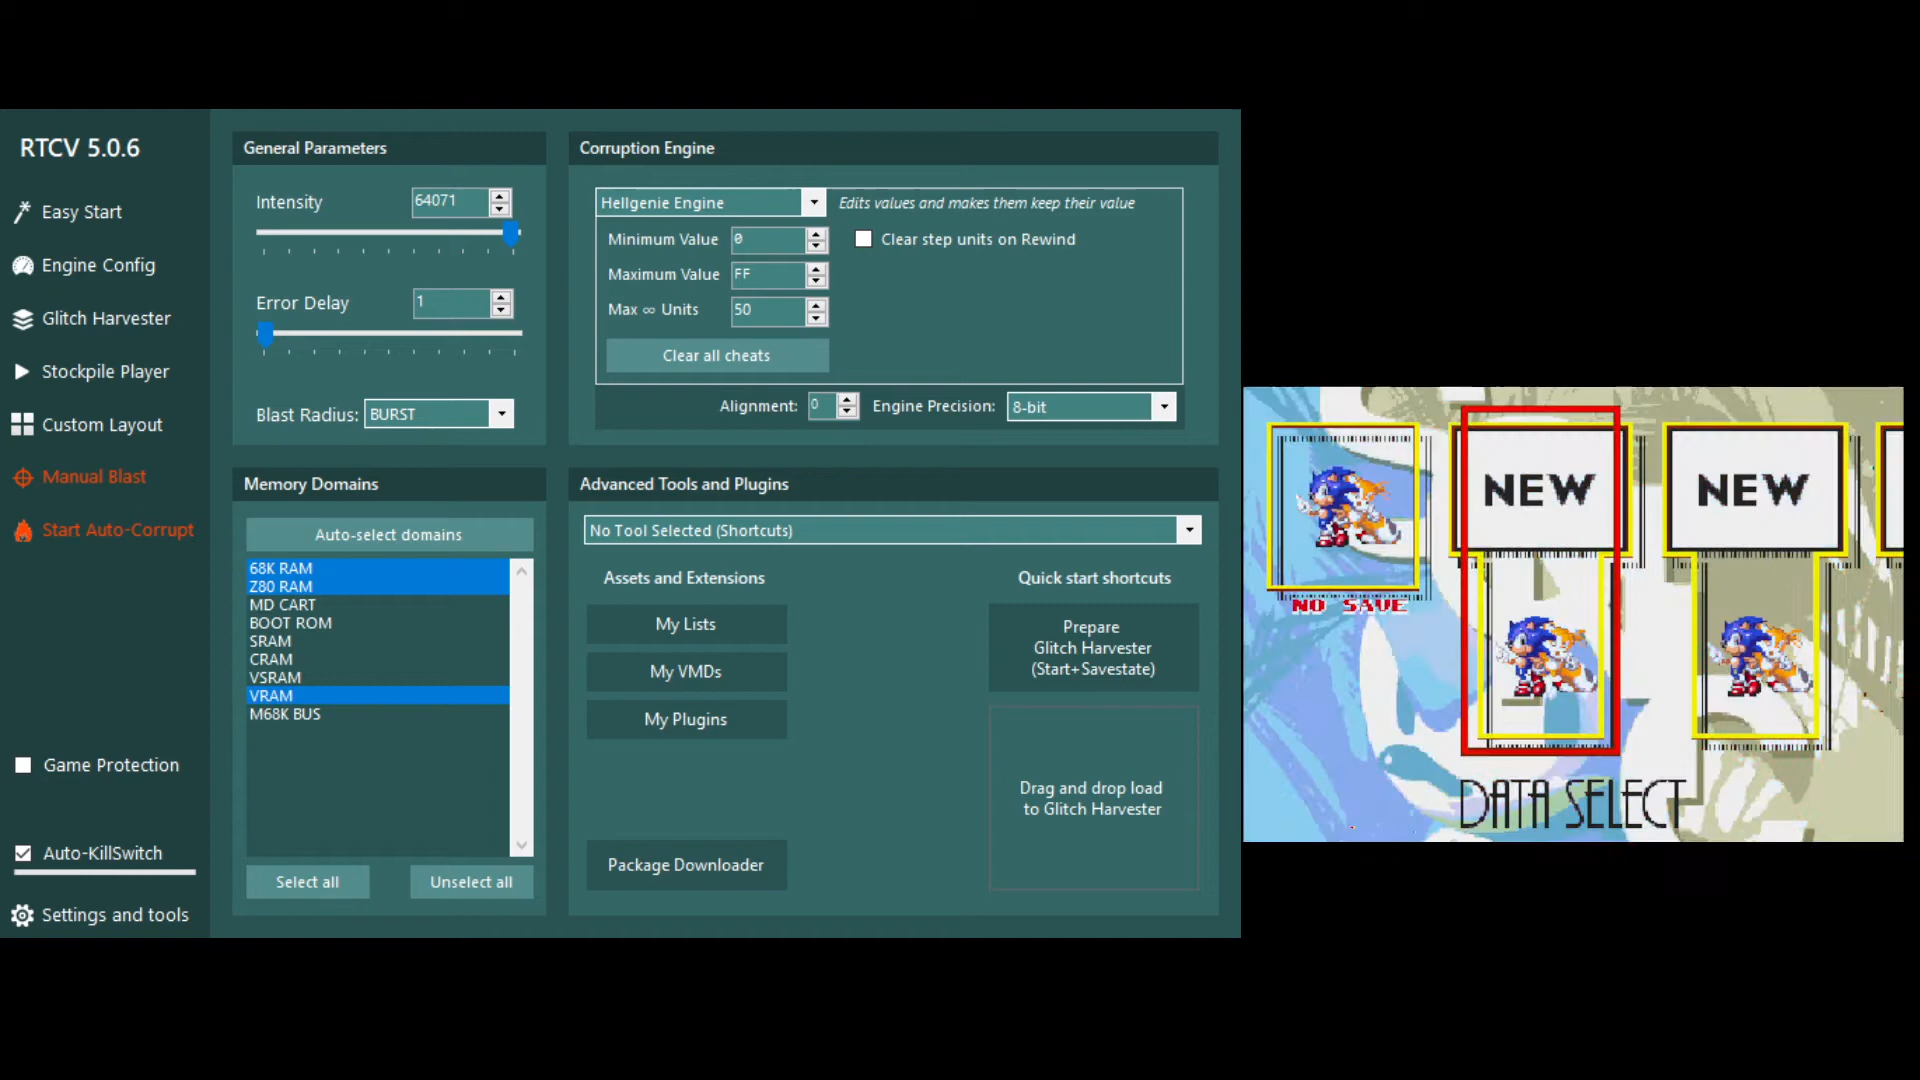 RTCV 5.0.6
Easy Start
Engine Config
Glitch Harvester
Stockpile Player
Custom Layout
Manual Blast
Start Auto-Corrupt
Game Protection
Auto-KillSwitch
Settings and tools
General Parameters
Intensity 64071
Error Delay 1
Blast Radius: BURST
Memory Domains
Auto-select domains
68K RAM
Z80 RAM
MD CART
BOOT ROM
SRAM
CRAM
VSRAM
VRAM
M68K BUS
Select all Unselect all
Corruption Engine
Hellgenie Engine Edits values and makes them keep their value
Minimum Value 0 Clear step units on Rewind
Maximum Value FF
Max ∞ Units 50
Clear all cheats
Alignment: 0 Engine Precision: 8-bit
Advanced Tools and Plugins
No Tool Selected (Shortcuts)
Assets and Extensions
My Lists
My VMDs
My Plugins
Package Downloader
Quick start shortcuts
Prepare
Glitch Harvester
(Start+Savestate)
Drag and drop load
to Glitch Harvester
NEW NEW
NO SAVE
DATA SELECT